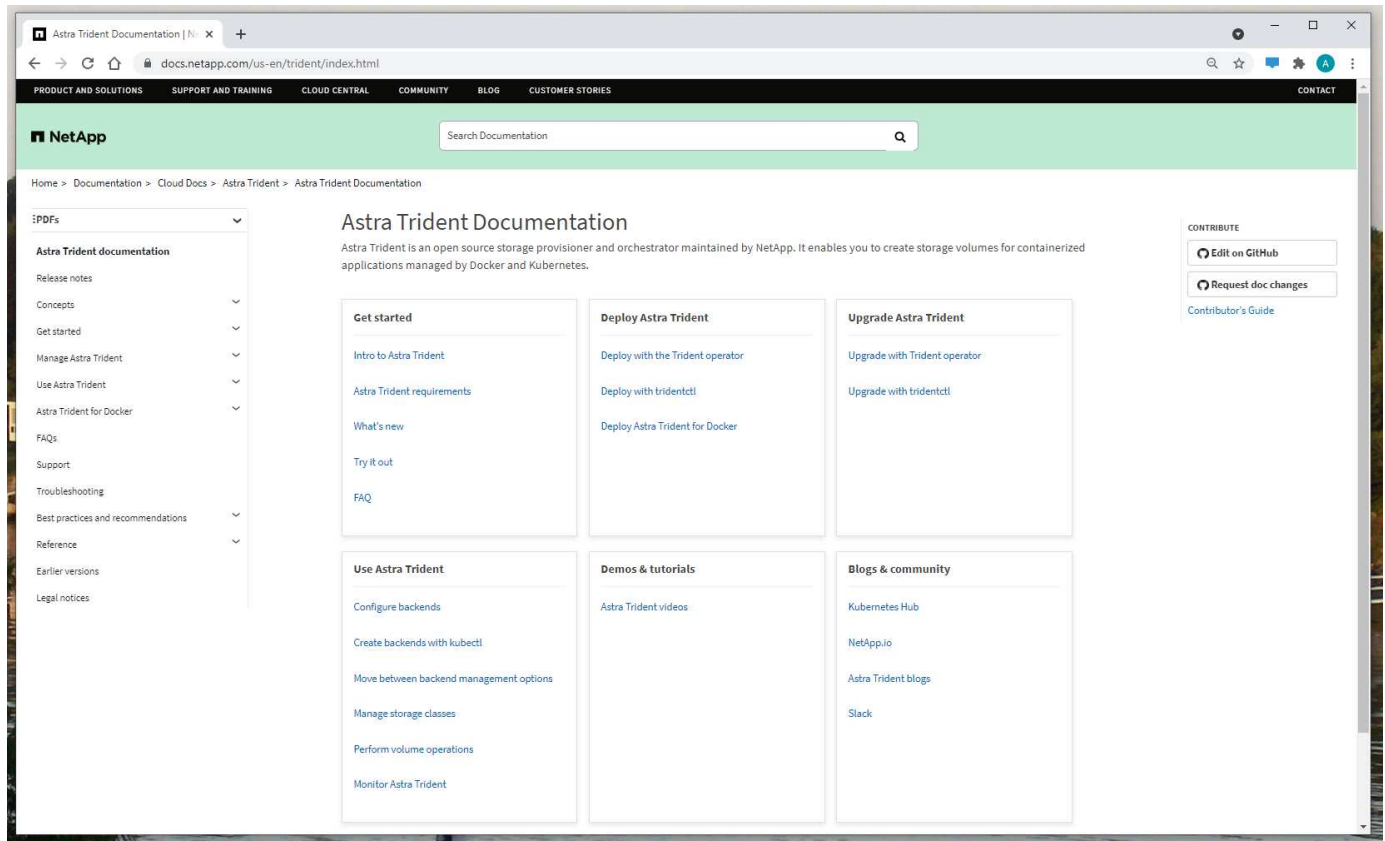 Astra Trident Documentation | Ne
docs.netapp.com/us-en/trident/index.html
A
PRODUCT AND SOLUTIONS SUPPORT AND TRAINING CLOUD CENTRAL COMMUNITY BLOG CUSTOMER STORIES CONTACT
NetApp
Search Documentation
Home > Documentation > Cloud Docs > Astra Trident > Astra Trident Documentation
PDFs
Astra Trident documentation
Release notes
Concepts
Get started
Manage Astra Trident
Use Astra Trident
Astra Trident for Docker
FAQs
Support
Troubleshooting
Best practices and recommendations
Reference
Earlier versions
Legal notices
Astra Trident Documentation
Astra Trident is an open source storage provisioner and orchestrator maintained by NetApp. It enables you to create storage volumes for containerized
applications managed by Docker and Kubernetes.
Get started
Intro to Astra Trident
Astra Trident requirements
What's new
Try it out
FAQ
Deploy Astra Trident
Deploy with the Trident operator
Deploy with tridentctl
Deploy Astra Trident for Docker
Upgrade Astra Trident
Upgrade with Trident operator
Upgrade with tridentctl
Use Astra Trident
Configure backends
Create backends with kubectl
Move between backend management options
Manage storage classes
Perform volume operations
Monitor Astra Trident
Demos & tutorials
Astra Trident videos
Blogs & community
Kubernetes Hub
NetApp.io
Astra Trident blogs
Slack
CONTRIBUTE
Edit on GitHub
Request doc changes
Contributor's Guide